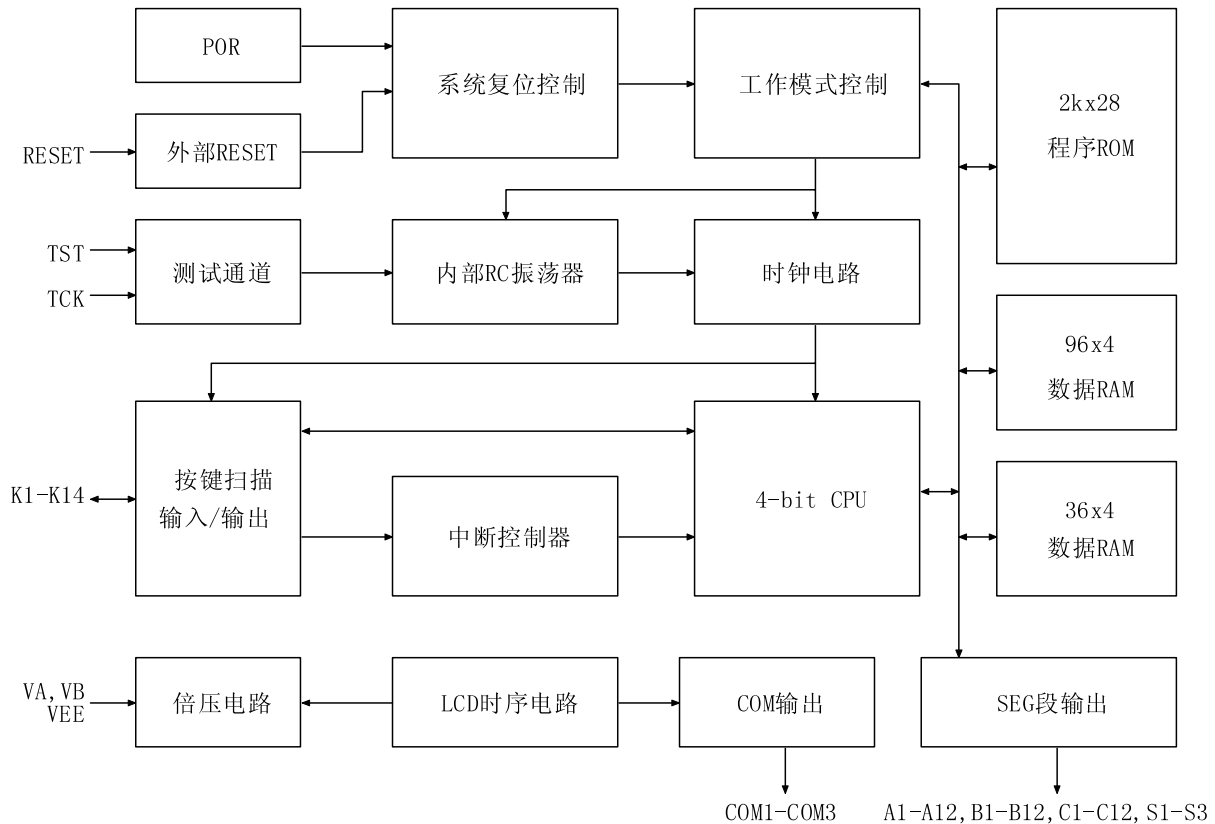 POR
系统复位控制
工作模式控制
2kx28
程序ROM
RESET
外部RESET
TST
TCK
测试通道
内部RC振荡器
时钟电路
96x4
数据RAM
K1-K14
按键扫描
输入/输出
中断控制器
4-bit CPU
36x4
数据RAM
VA,VB
VEE
倍压电路
LCD时序电路
COM输出
SEG段输出
COM1-COM3
A1-A12,B1-B12,C1-C12,S1-S3